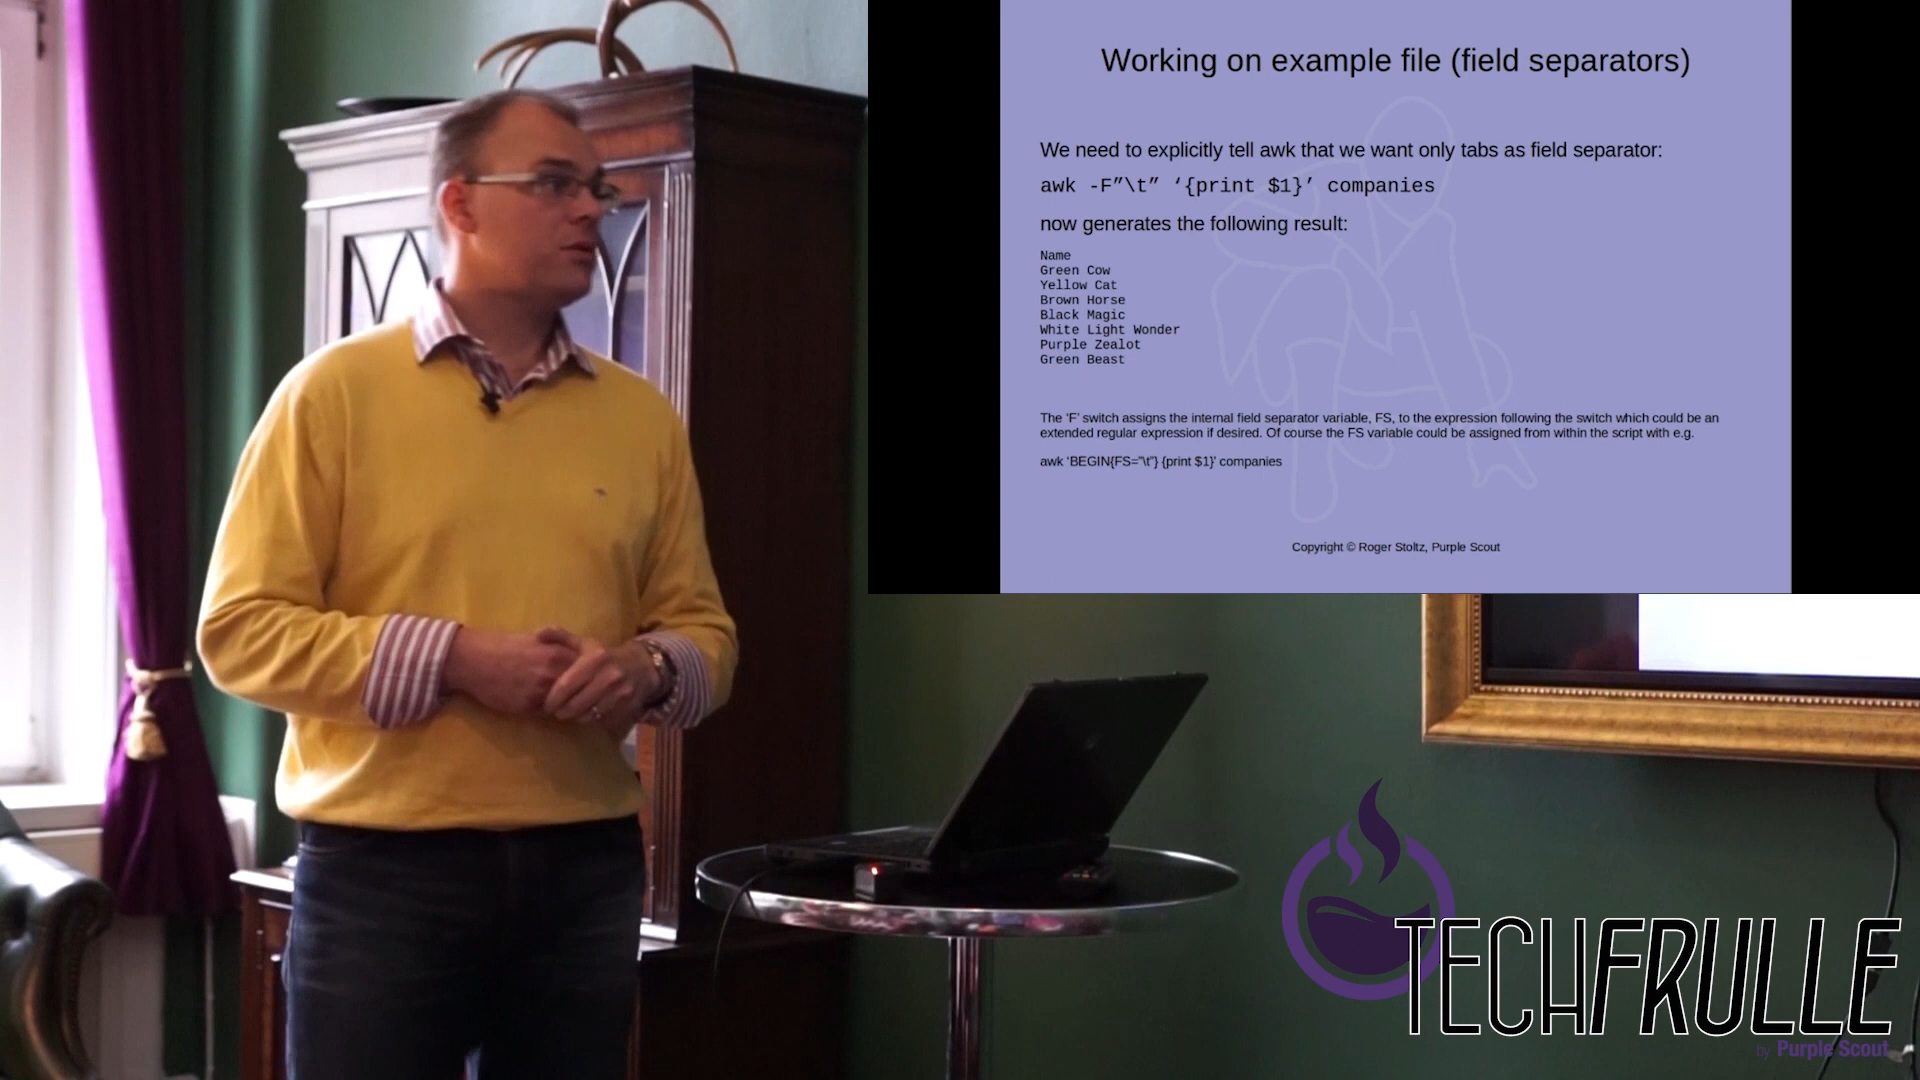 Working on example file (field separators)
We need to explicitly tell awk that we want only tabs as field separator:
awk -F”\t” ‘{print $1}’ companies
now generates the following result:
Name
Green Cow
Yellow Cat
Brown Horse
Black Magic
White Light Wonder
Purple Zealot
Green Beast
The ‘F’ switch assigns the internal field separator variable, FS, to the expression following the switch which could be an
extended regular expression if desired. Of course the FS variable could be assigned from within the script with e.g.
awk ‘BEGIN{FS=”\t”} {print $1}’ companies
Copyright © Roger Stoltz, Purple Scout
TECHFRULLE
by Purple Scout